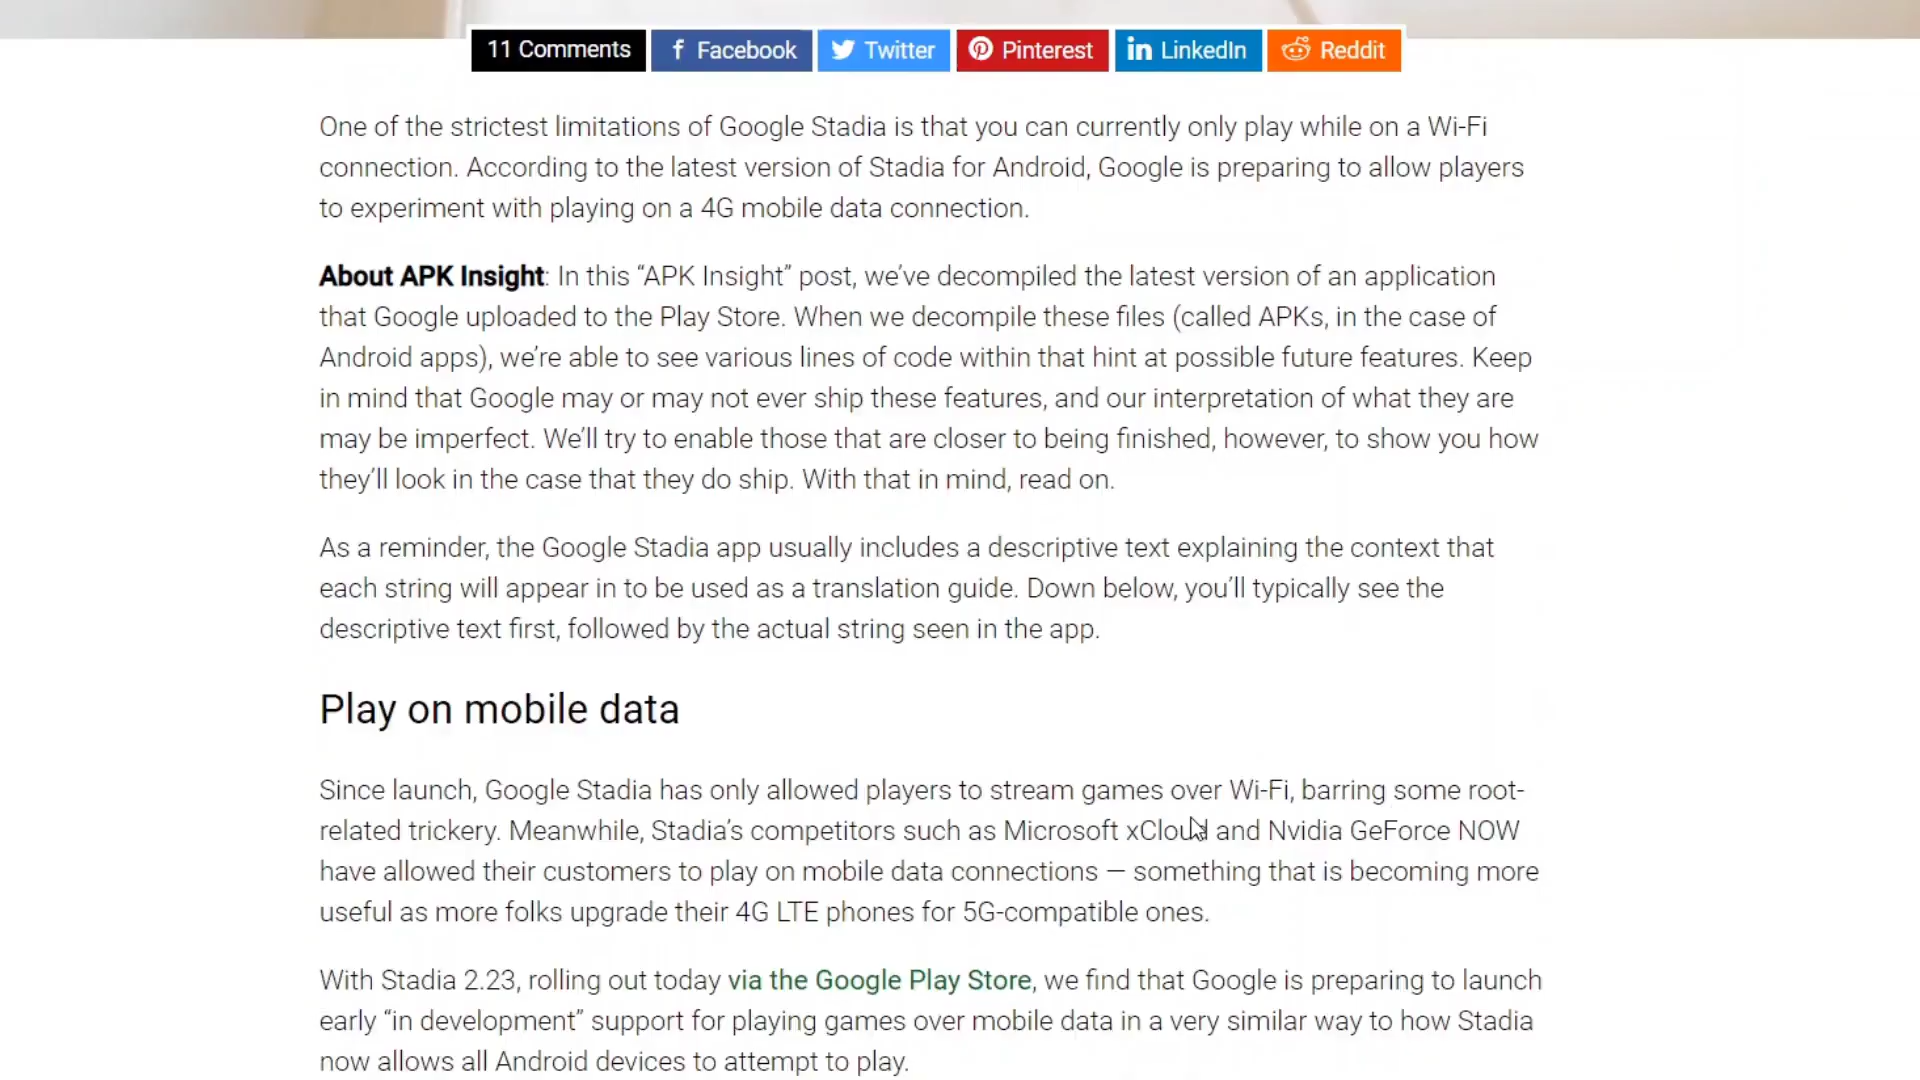 11 Comments Facebook Twitter Pinterest LinkedIn Reddit
One of the strictest limitations of Google Stadia is that you can currently only play while on a Wi-Fi
connection. According to the latest version of Stadia for Android, Google is preparing to allow players
to experiment with playing on a 4G mobile data connection.
About APK Insight: In this “APK Insight” post, we’ve decompiled the latest version of an application
that Google uploaded to the Play Store. When we decompile these files (called APKs, in the case of
Android apps), we’re able to see various lines of code within that hint at possible future features. Keep
in mind that Google may or may not ever ship these features, and our interpretation of what they are
may be imperfect. We’ll try to enable those that are closer to being finished, however, to show you how
they’ll look in the case that they do ship. With that in mind, read on.
As a reminder, the Google Stadia app usually includes a descriptive text explaining the context that
each string will appear in to be used as a translation guide. Down below, you’ll typically see the
descriptive text first, followed by the actual string seen in the app.
Play on mobile data
Since launch, Google Stadia has only allowed players to stream games over Wi-Fi, barring some root-
related trickery. Meanwhile, Stadia’s competitors such as Microsoft xCloud and Nvidia GeForce NOW
have allowed their customers to play on mobile data connections — something that is becoming more
useful as more folks upgrade their 4G LTE phones for 5G-compatible ones.
With Stadia 2.23, rolling out today via the Google Play Store, we find that Google is preparing to launch
early “in development” support for playing games over mobile data in a very similar way to how Stadia
now allows all Android devices to attempt to play.